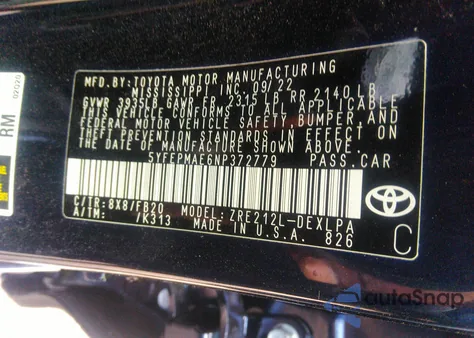 MFD.BY:TOYOTA MOTOR MANUFACTURING
MISSISSIPPI INC. 09/22
GVWR 3935LB GAWR FR 2315 LB RR 2140 LB
THIS VEHICLE CONFORMS TO ALL APPLICABLE
FEDERAL MOTOR VEHICLE SAFETY, BUMPER, AND
THEFT PREVENTION STANDARDS IN EFFECT ON
THE DATE OF MANUFACTURE SHOWN ABOVE.
5YFEPMAE6NP372779 PASS.CAR
C/TR:8X8/FB20 MODEL:ZRE212L-DEXLPA
A/TM: /K313 MADE IN U.S.A. 826
C
RM
autoSnap